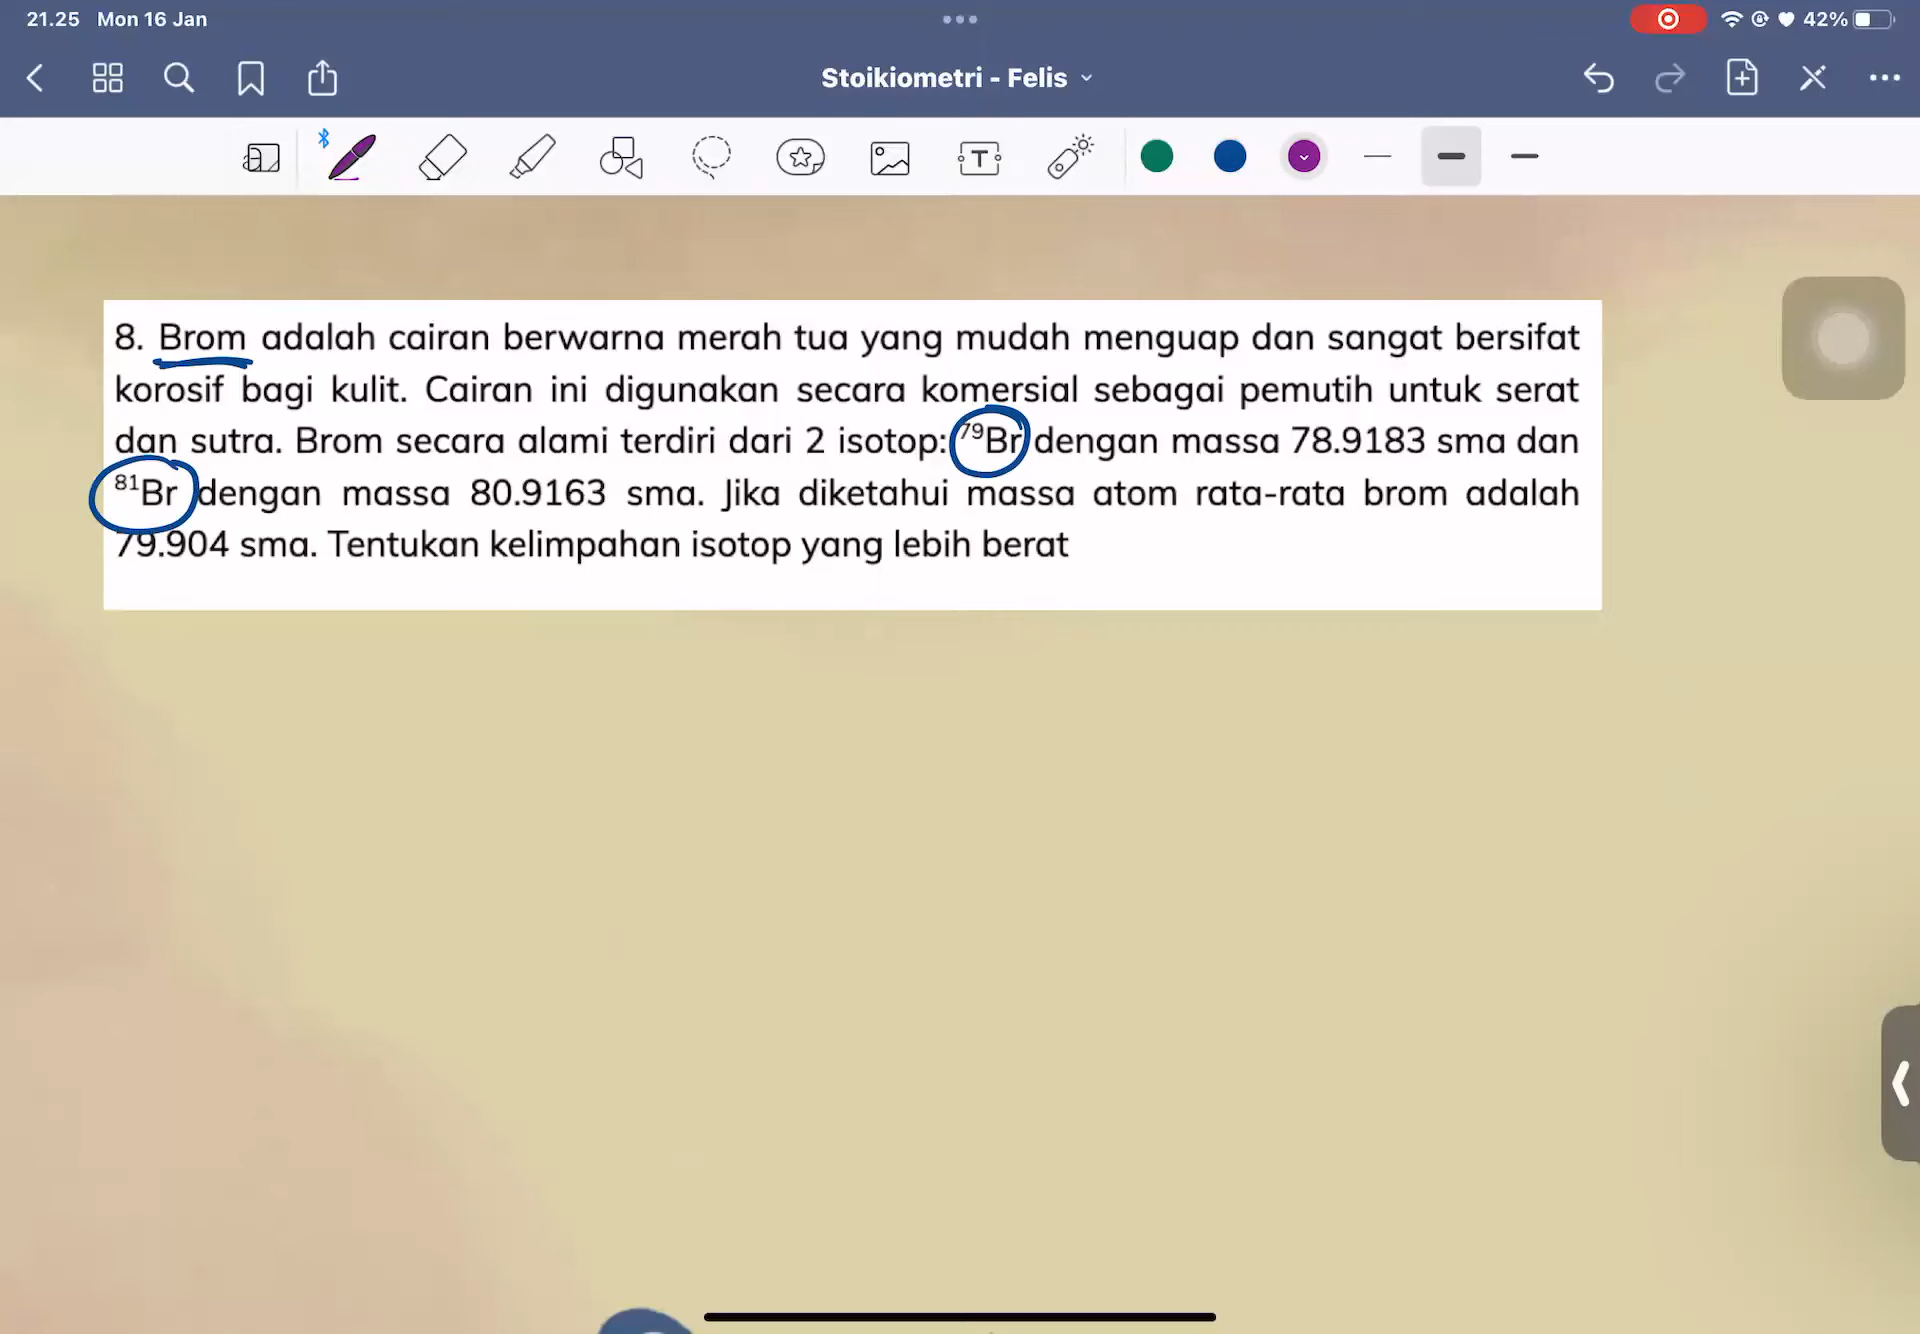 21.25 Mon 16 Jan
42%
Stoikiometri - Felis
a
T
8. Brom adalah cairan berwarna merah tua yang mudah menguap dan sangat bersifat
korosif bagi kulit. Cairan ini digunakan secara komersial sebagai pemutih untuk serat
dan sutra. Brom secara alami terdiri dari 2 isotop: ⁷⁹Br dengan massa 78.9183 sma dan
⁸¹Br dengan massa 80.9163 sma. Jika diketahui massa atom rata-rata brom adalah
79.904 sma. Tentukan kelimpahan isotop yang lebih berat